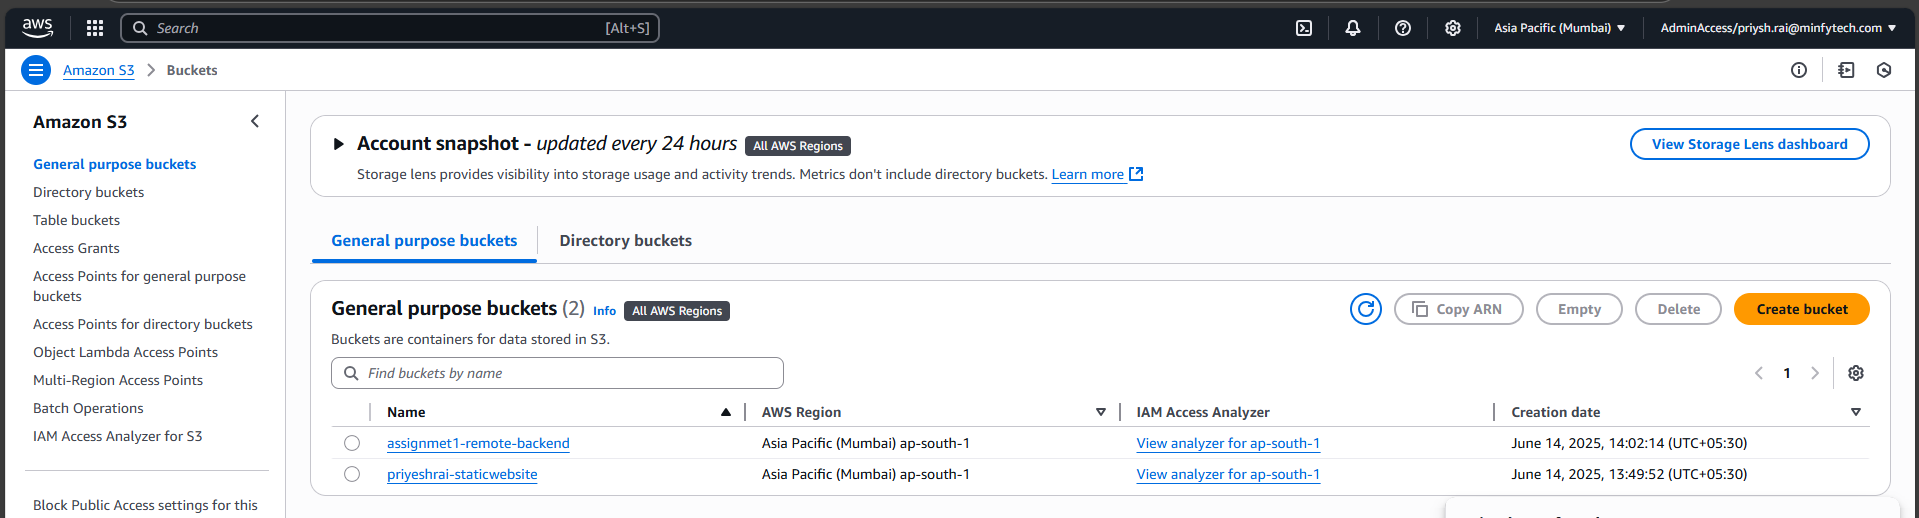 aws
Search [Alt+S]
Asia Pacific (Mumbai) AdminAccess/priysh.rai@minfytech.com
Amazon S3 Buckets
Amazon S3
General purpose buckets
Directory buckets
Table buckets
Access Grants
Access Points for general purpose
buckets
Access Points for directory buckets
Object Lambda Access Points
Multi-Region Access Points
Batch Operations
IAM Access Analyzer for S3
Block Public Access settings for this
Account snapshot - updated every 24 hours All AWS Regions
View Storage Lens dashboard
Storage lens provides visibility into storage usage and activity trends. Metrics don't include directory buckets. Learn more
General purpose buckets Directory buckets
General purpose buckets (2) Info All AWS Regions
Copy ARN Empty Delete Create bucket
Buckets are containers for data stored in S3.
Find buckets by name
1
Name AWS Region IAM Access Analyzer Creation date
assignmet1-remote-backend Asia Pacific (Mumbai) ap-south-1 View analyzer for ap-south-1 June 14, 2025, 14:02:14 (UTC+05:30)
priyeshrai-staticwebsite Asia Pacific (Mumbai) ap-south-1 View analyzer for ap-south-1 June 14, 2025, 13:49:52 (UTC+05:30)